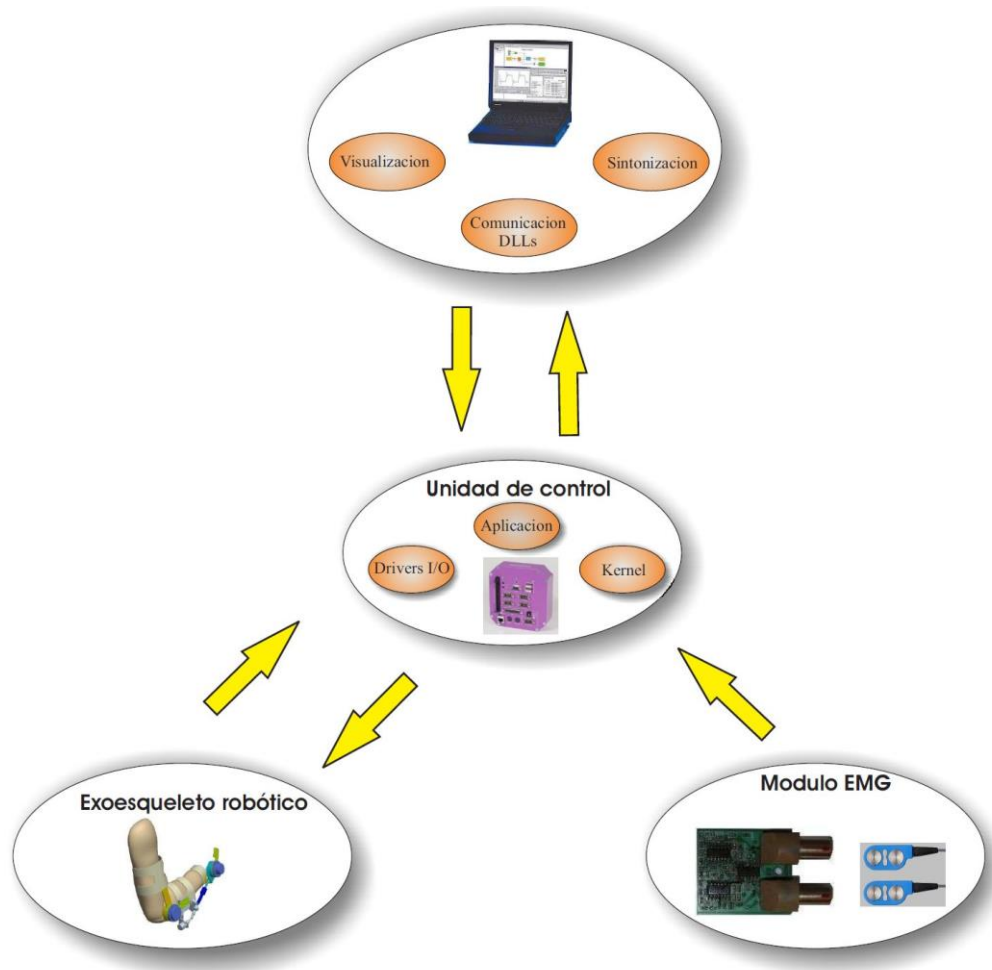 Visualizacion
Sintonizacion
Comunicacion
DLLs
Unidad de control
Aplicacion
Drivers I/O
Kernel
Exoesqueleto robótico
Modulo EMG